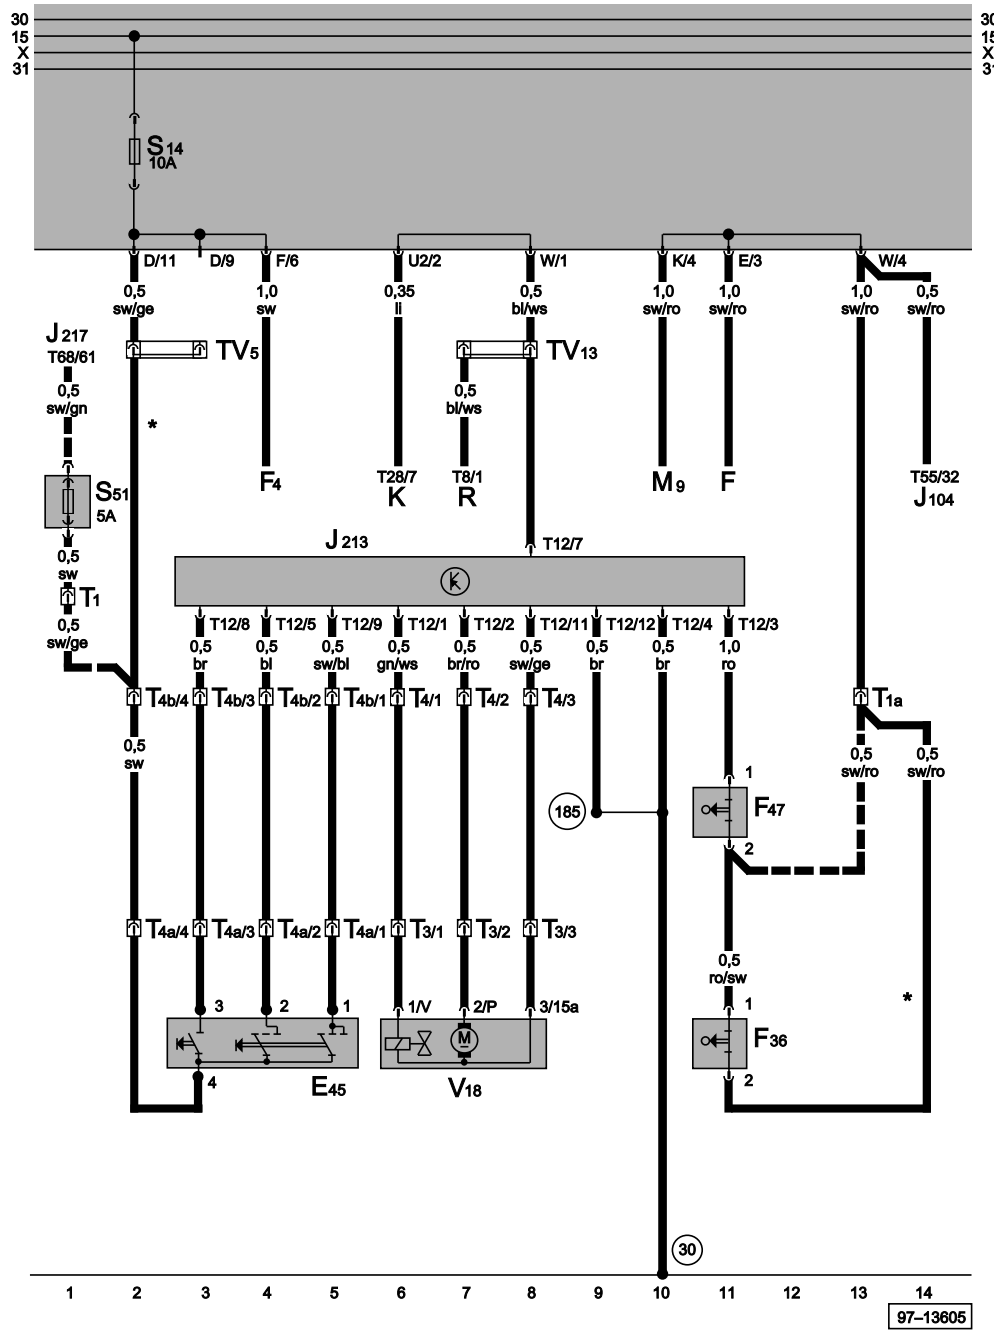 30 30
15 15
X X
31 31
S14
10A
D/11 D/9 F/6 U2/2 W/1 K/4 E/3 W/4
0,5 1,0 0,35 0,5 1,0 1,0 1,0 0,5
sw/ge sw li bl/ws sw/ro sw/ro sw/ro sw/ro
J217 TV5 TV13
T68/61
0,5 0,5
sw/gn bl/ws
*
T28/7 T8/1 T55/32
F4 K R M9 F J104
S51
5A
J213 T12/7
0,5
sw
T1
T12/8 T12/5 T12/9 T12/1 T12/2 T12/11 T12/12 T12/4 T12/3
0,5
sw/ge
0,5 0,5 0,5 0,5 0,5 0,5 0,5 0,5 1,0
br bl sw/bl gn/ws br/ro sw/ge br br ro
T4b/4 T4b/3 T4b/2 T4b/1 T4/1 T4/2 T4/3 T1a
0,5 0,5 0,5
sw sw/ro sw/ro
1
185 F47
2
T4a/4 T4a/3 T4a/2 T4a/1 T3/1 T3/2 T3/3
0,5
ro/sw
*
3 2 1 1/V 2/P 3/15a 1
M F36
4 E45 V18 2
30
1 2 3 4 5 6 7 8 9 10 11 12 13 14
97–13605